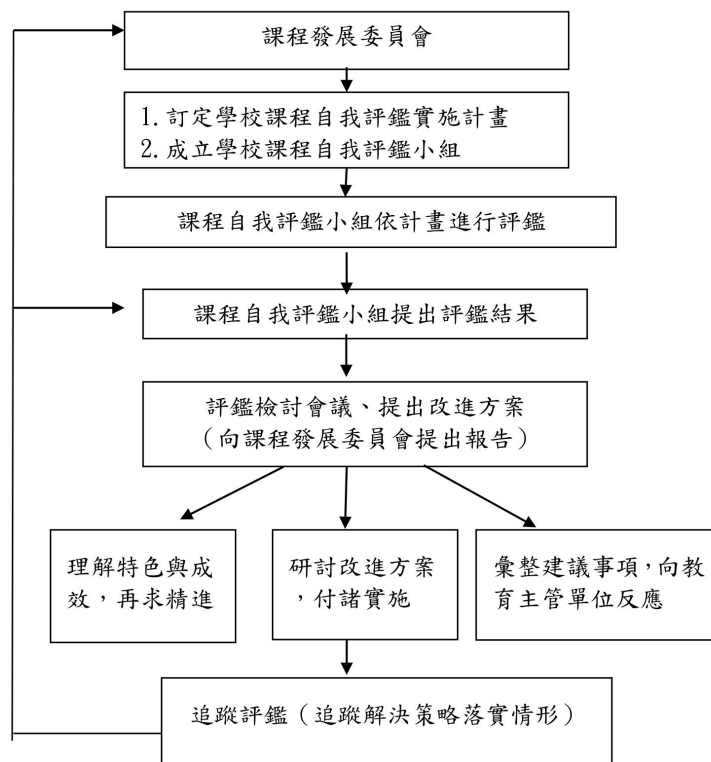 課程發展委員會
1.訂定學校課程自我評鑑實施計畫
2.成立學校課程自我評鑑小組
課程自我評鑑小組依計畫進行評鑑
課程自我評鑑小組提出評鑑結果
評鑑檢討會議、提出改進方案
（向課程發展委員會提出報告）
理解特色與成
效，再求精進
研討改進方案
，付諸實施
彙整建議事項，向教
育主管單位反應
追蹤評鑑（追蹤解決策略落實情形）